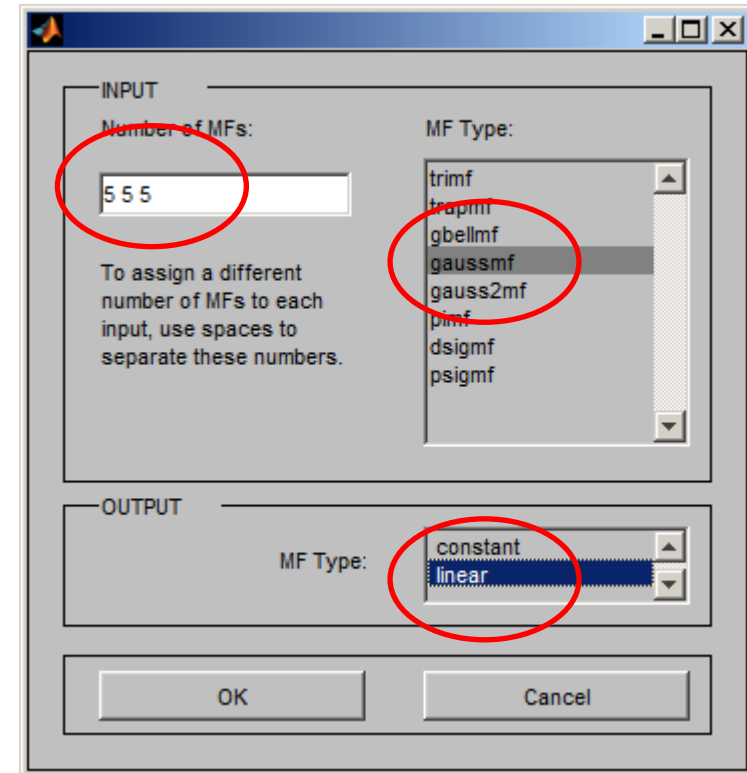 INPUT
Number of MFs:
5 5 5
To assign a different
number of MFs to each
input, use spaces to
separate these numbers.
MF Type:
trimf
trapmf
gbellmf
gaussmf
gauss2mf
pimf
dsigmf
psigmf
OUTPUT
MF Type:
constant
linear
OK
Cancel